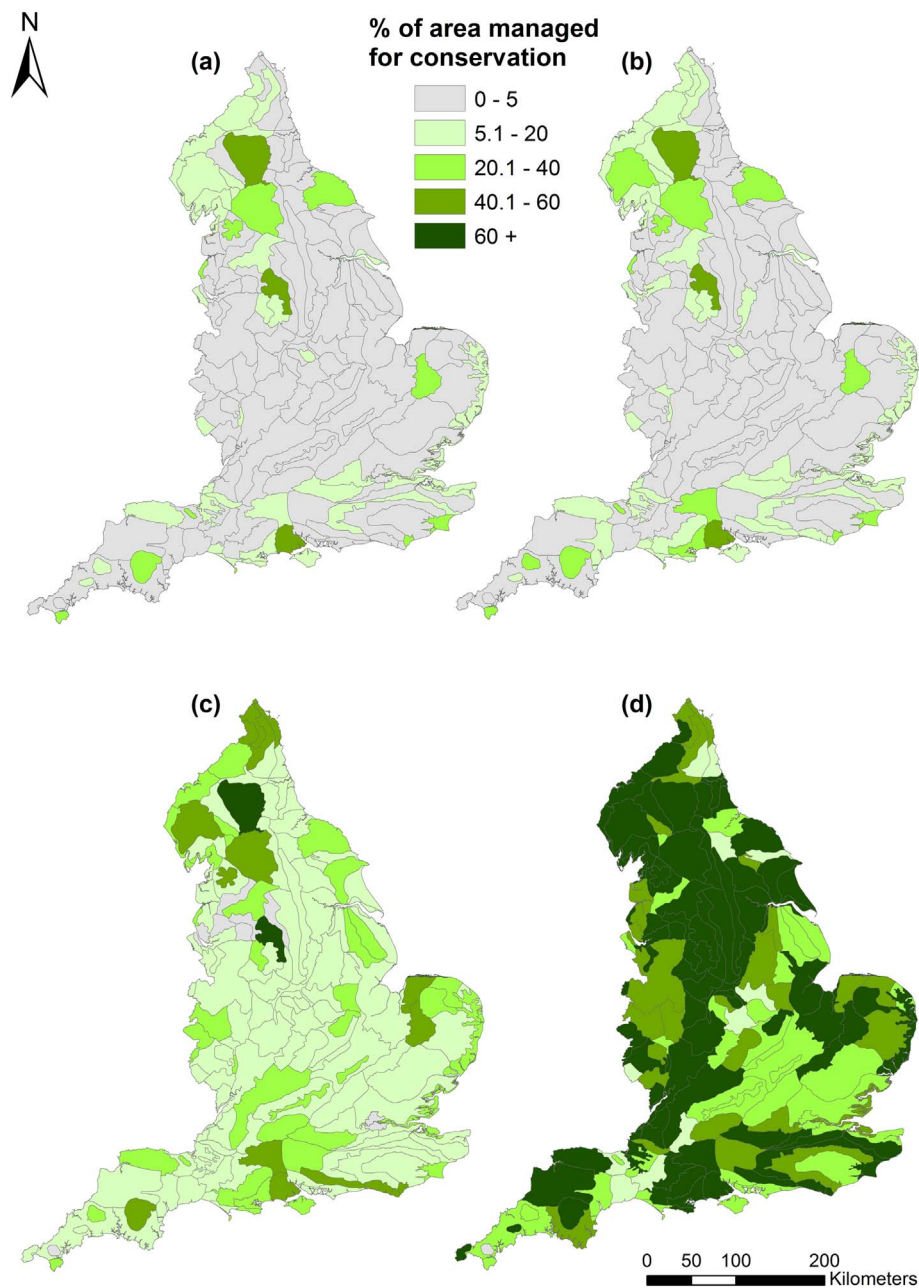 N
(a)
% of area managed
for conservation
(b)
0 - 5
5.1 - 20
20.1 - 40
40.1 - 60
60 +
(c)
(d)
0 50 100 200
Kilometers